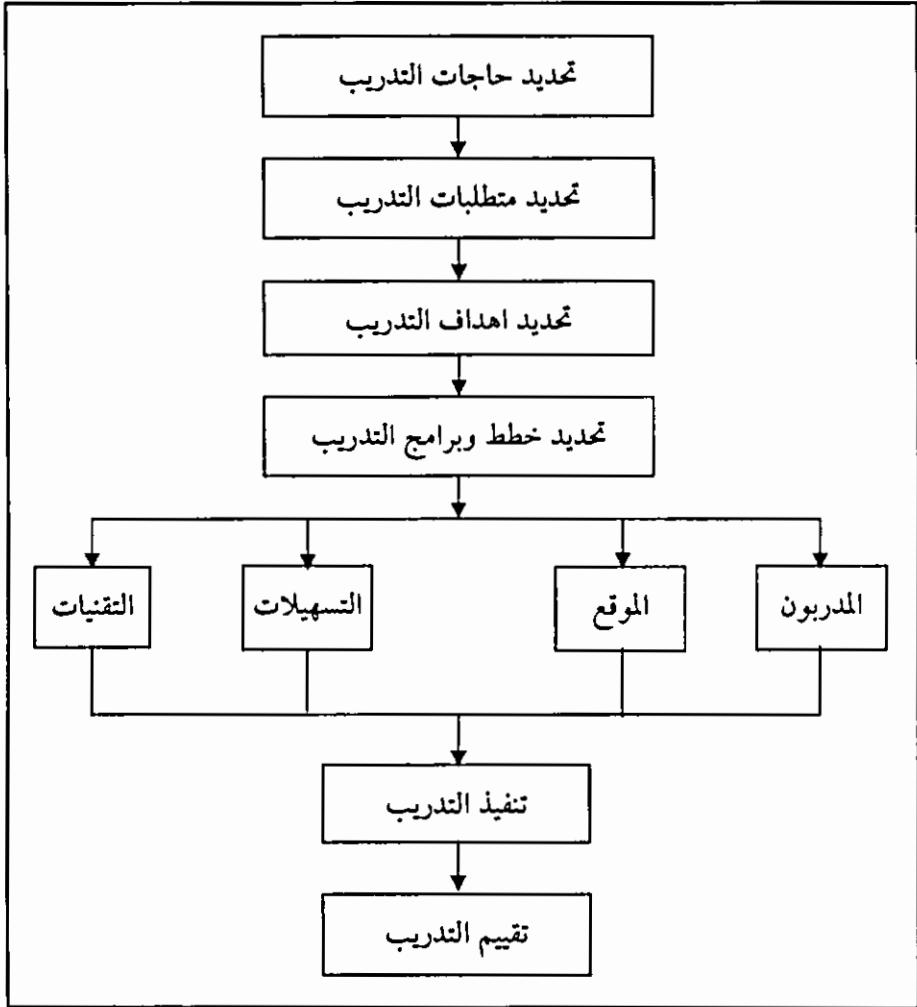 تحديد حاجات التدريب
تحديد متطلبات التدريب
تحديد اهداف التدريب
تحديد خطط وبرامج التدريب
المدربون
الموقع
التسهيلات
التقنيات
تنفيذ التدريب
تقييم التدريب